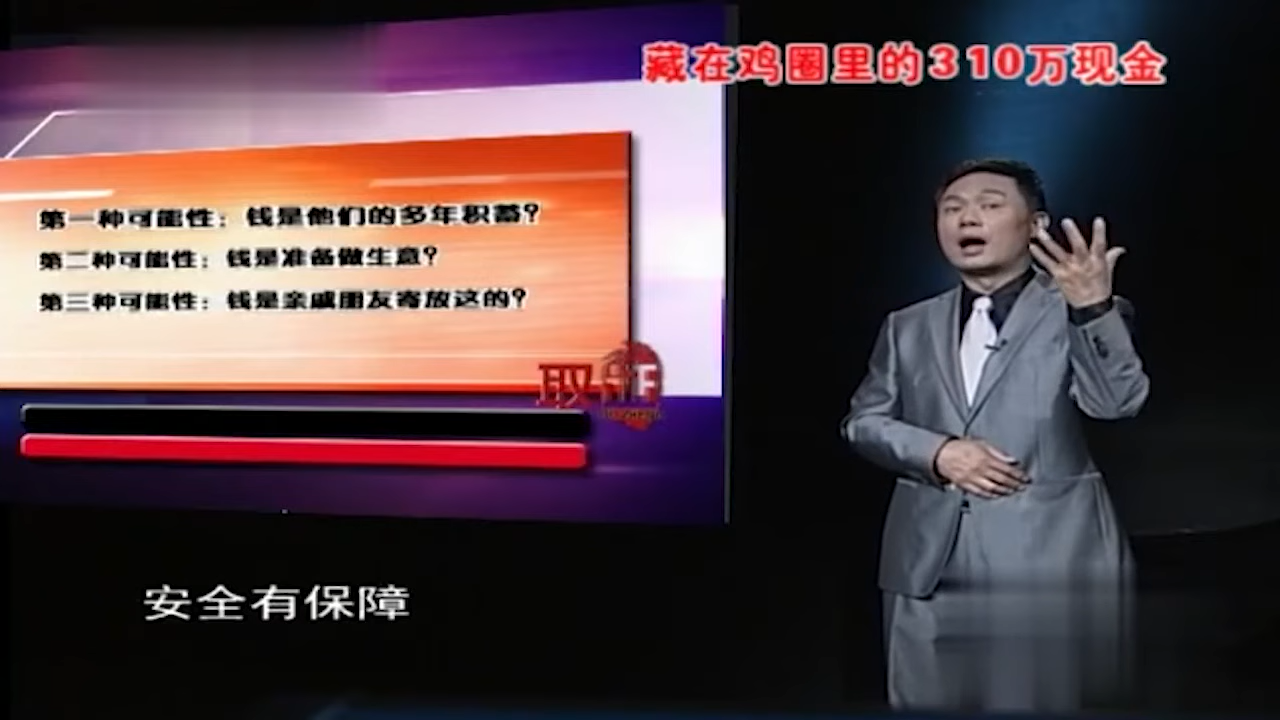 藏在鸡圈里的310万现金
第一种可能性：钱是他们的多年积蓄？
第二种可能性：钱是准备做生意？
第三种可能性：钱是亲戚朋友寄放这的？
取证
安全有保障